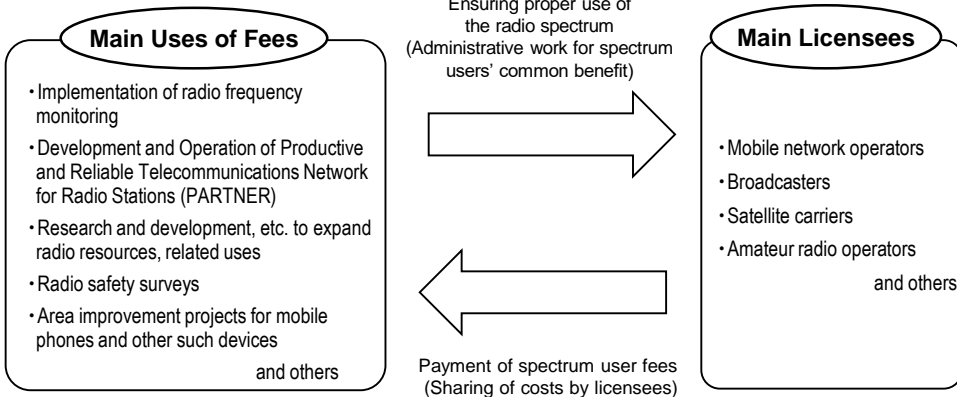 Main Uses of Fees
・Implementation of radio frequency
monitoring
・Development and Operation of Productive
and Reliable Telecommunications Network
for Radio Stations (PARTNER)
・Research and development, etc. to expand
radio resources, related uses
・Radio safety surveys
・Area improvement projects for mobile
phones and other such devices
and others
Ensuring proper use of
the radio spectrum
(Administrative work for spectrum
users’ common benefit)
Payment of spectrum user fees
(Sharing of costs by licensees)
Main Licensees
・Mobile network operators
・Broadcasters
・Satellite carriers
・Amateur radio operators
and others